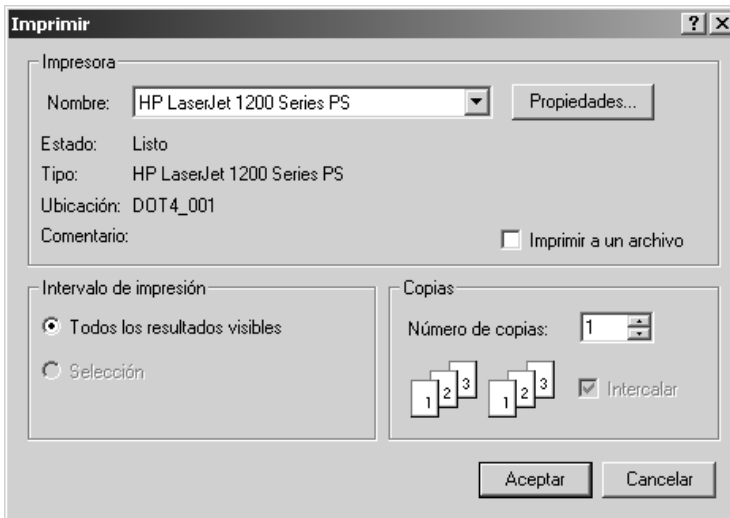 Imprimir
Impresora
Nombre: HP LaserJet 1200 Series PS Propiedades...
Estado: Listo
Tipo: HP LaserJet 1200 Series PS
Ubicación: DOT4_001
Comentario: Imprimir a un archivo
Intervalo de impresión
Todos los resultados visibles
Selección
Copias
Número de copias: 1
1 2 3 1 2 3 Intercalar
Aceptar Cancelar